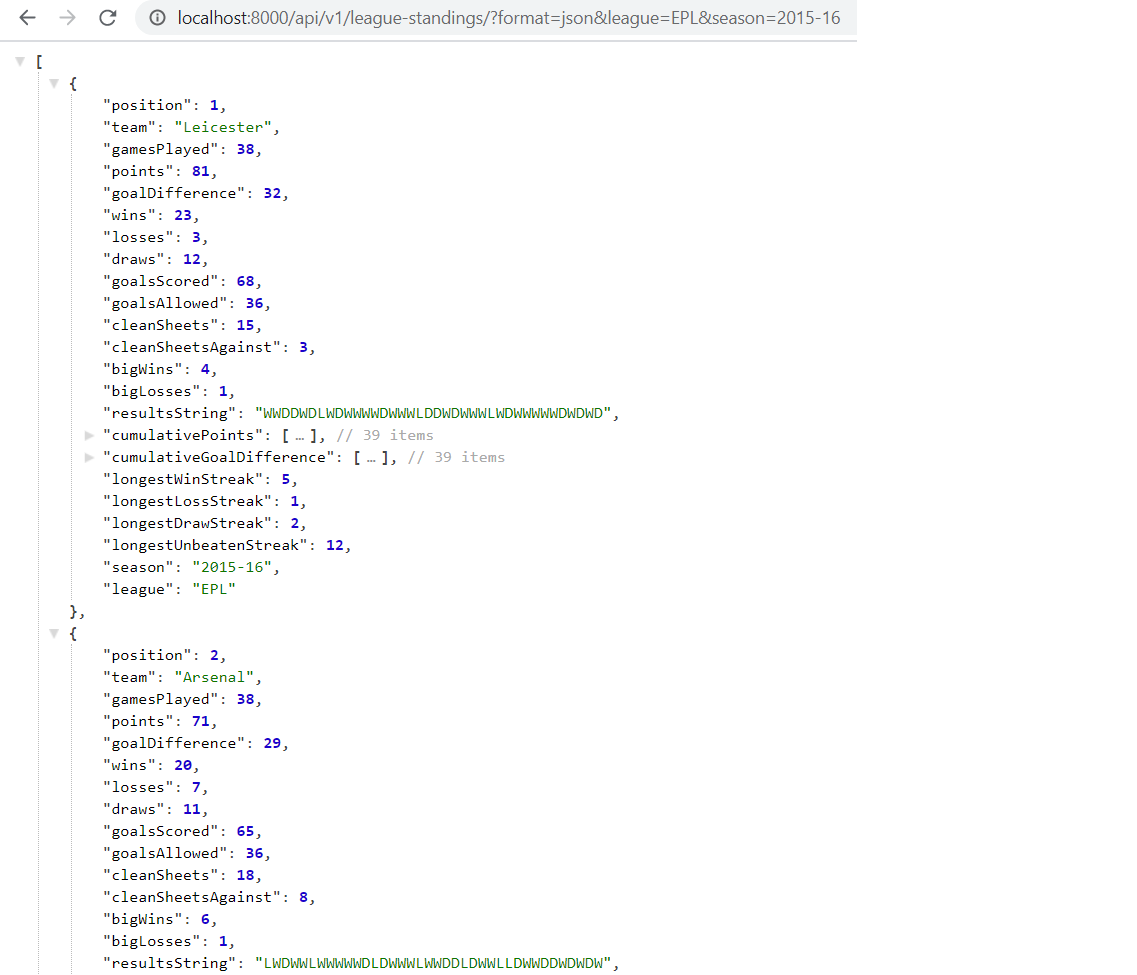 localhost:8000/api/v1/league-standings/?format=json&league=EPL&season=2015-16
[
{
"position": 1,
"team": "Leicester",
"gamesPlayed": 38,
"points": 81,
"goalDifference": 32,
"wins": 23,
"losses": 3,
"draws": 12,
"goalsScored": 68,
"goalsAllowed": 36,
"cleanSheets": 15,
"cleanSheetsAgainst": 3,
"bigWins": 4,
"bigLosses": 1,
"resultsString": "WWDDWDLWDWWWWDWWWLDDWDWWWLWDWWWWWDWDWD",
"cumulativePoints": [ … ], // 39 items
"cumulativeGoalDifference": [ … ], // 39 items
"longestWinStreak": 5,
"longestLossStreak": 1,
"longestDrawStreak": 2,
"longestUnbeatenStreak": 12,
"season": "2015-16",
"league": "EPL"
},
{
"position": 2,
"team": "Arsenal",
"gamesPlayed": 38,
"points": 71,
"goalDifference": 29,
"wins": 20,
"losses": 7,
"draws": 11,
"goalsScored": 65,
"goalsAllowed": 36,
"cleanSheets": 18,
"cleanSheetsAgainst": 8,
"bigWins": 6,
"bigLosses": 1,
"resultsString": "LWDWWLWWWWWDLDWWWLWWDDLDWWLLDWWDDWDWDW",